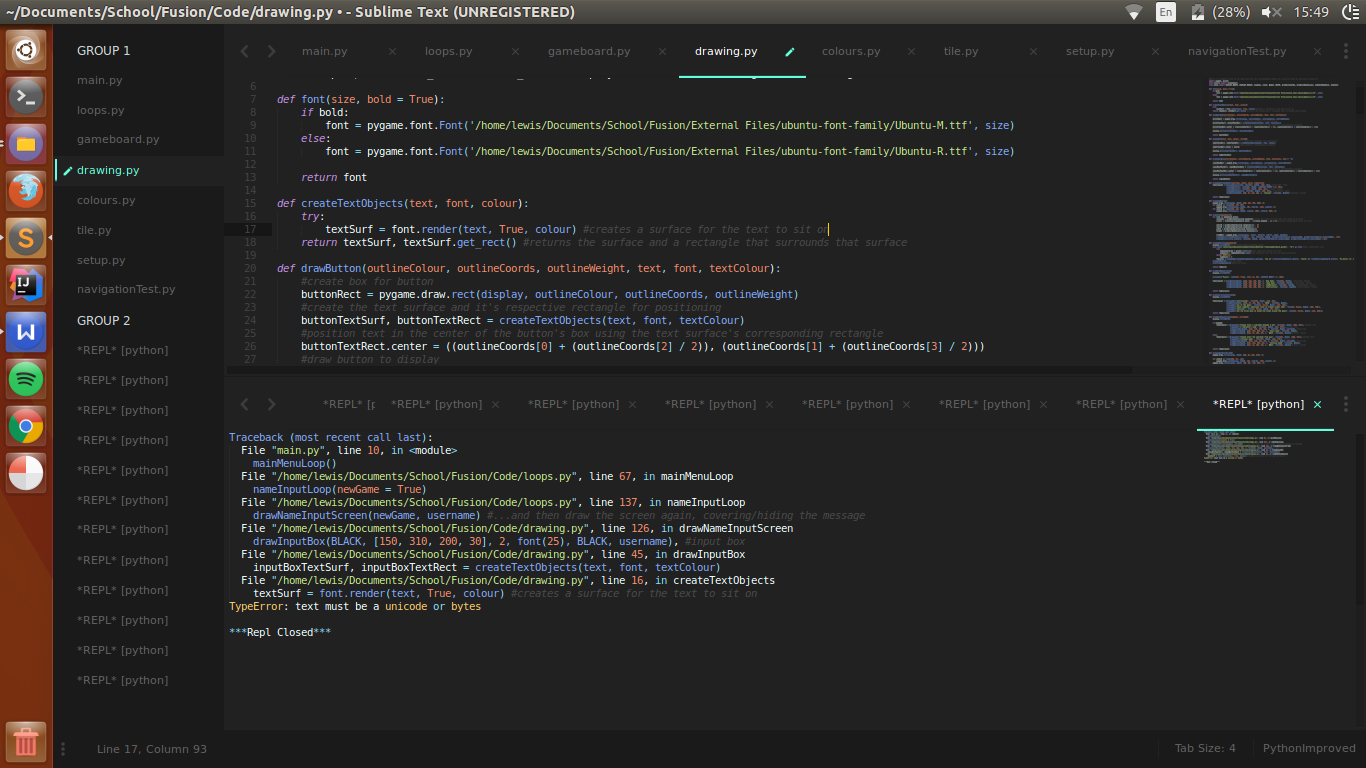 ~/Documents/School/Fusion/Code/drawing.py • - Sublime Text (UNREGISTERED)
En
(28%)
15:49
GROUP 1
main.py
loops.py
gameboard.py
drawing.py
colours.py
tile.py
setup.py
navigationTest.py
GROUP 2
*REPL* [python]
*REPL* [python]
*REPL* [python]
*REPL* [python]
*REPL* [python]
*REPL* [python]
*REPL* [python]
*REPL* [python]
*REPL* [python]
*REPL* [python]
*REPL* [python]
*REPL* [python]
main.py
loops.py
gameboard.py
drawing.py
colours.py
tile.py
setup.py
navigationTest.py
6
7 def font(size, bold = True):
8 if bold:
9 font = pygame.font.Font('/home/lewis/Documents/School/Fusion/External Files/ubuntu-font-family/Ubuntu-M.ttf', size)
10 else:
11 font = pygame.font.Font('/home/lewis/Documents/School/Fusion/External Files/ubuntu-font-family/Ubuntu-R.ttf', size)
12
13 return font
14
15 def createTextObjects(text, font, colour):
16 try:
17 textSurf = font.render(text, True, colour) #creates a surface for the text to sit on
18 return textSurf, textSurf.get_rect() #returns the surface and a rectangle that surrounds that surface
19
20 def drawButton(outlineColour, outlineCoords, outlineWeight, text, font, textColour):
21 #create box for button
22 buttonRect = pygame.draw.rect(display, outlineColour, outlineCoords, outlineWeight)
23 #create the text surface and it's respective rectangle for positioning
24 buttonTextSurf, buttonTextRect = createTextObjects(text, font, textColour)
25 #position text in the center of the button's box using the text surface's corresponding rectangle
26 buttonTextRect.center = ((outlineCoords[0] + (outlineCoords[2] / 2)), (outlineCoords[1] + (outlineCoords[3] / 2)))
27 #draw button to display
*REPL* [p
*REPL* [python]
*REPL* [python]
*REPL* [python]
*REPL* [python]
*REPL* [python]
*REPL* [python]
*REPL* [python]
Traceback (most recent call last):
File "main.py", line 10, in <module>
mainMenuLoop()
File "/home/lewis/Documents/School/Fusion/Code/loops.py", line 67, in mainMenuLoop
nameInputLoop(newGame = True)
File "/home/lewis/Documents/School/Fusion/Code/loops.py", line 137, in nameInputLoop
drawNameInputScreen(newGame, username) #...and then draw the screen again, covering/hiding the message
File "/home/lewis/Documents/School/Fusion/Code/drawing.py", line 126, in drawNameInputScreen
drawInputBox(BLACK, [150, 310, 200, 30], 2, font(25), BLACK, username), #input box
File "/home/lewis/Documents/School/Fusion/Code/drawing.py", line 45, in drawInputBox
inputBoxTextSurf, inputBoxTextRect = createTextObjects(text, font, textColour)
File "/home/lewis/Documents/School/Fusion/Code/drawing.py", line 16, in createTextObjects
textSurf = font.render(text, True, colour) #creates a surface for the text to sit on
TypeError: text must be a unicode or bytes
***Repl Closed***
Line 17, Column 93
Tab Size: 4
PythonImproved